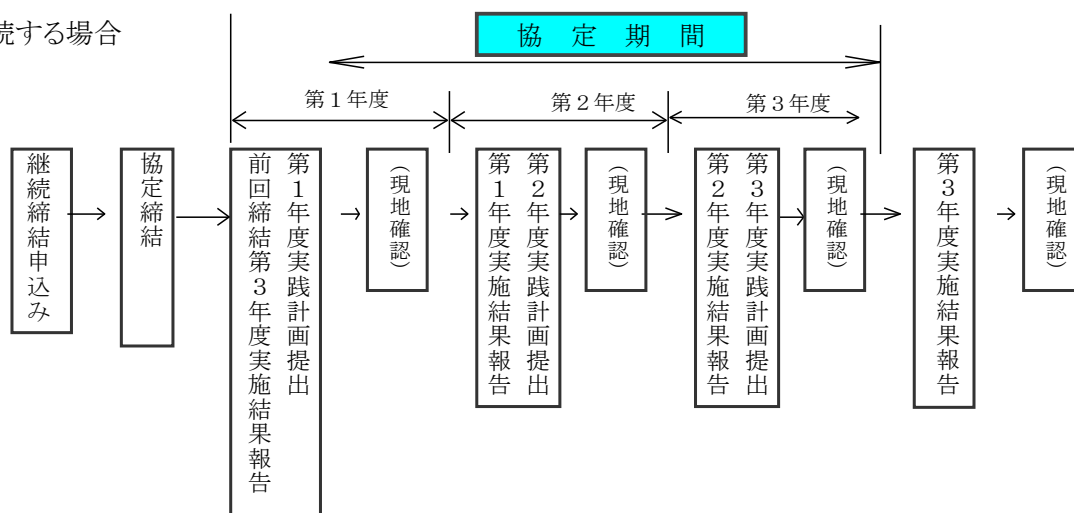 続する場合
協定期間
第１年度
第２年度
第３年度
継続締結申込み
協定締結
第１年度実践計画提出
前回締結第３年度実施結果報告
（現地確認）
第２年度実践計画提出
第１年度実施結果報告
（現地確認）
第３年度実践計画提出
第２年度実施結果報告
（現地確認）
第３年度実施結果報告
（現地確認）